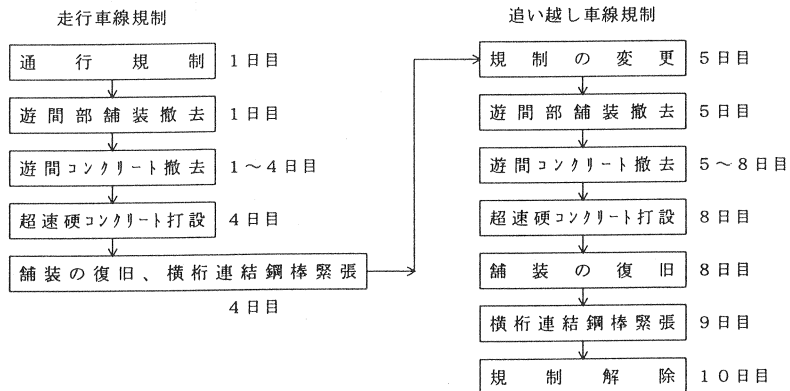 走行車線規制
通行規制 1日目
遊間部舗装撤去 1日目
遊間コンクリート撤去 1～4日目
超速硬コンクリート打設 4日目
舗装の復旧、横桁連結鋼棒緊張
4日目
追い越し車線規制
規制の変更 5日目
遊間部舗装撤去 5日目
遊間コンクリート撤去 5～8日目
超速硬コンクリート打設 8日目
舗装の復旧 8日目
横桁連結鋼棒緊張 9日目
規制解除 10日目